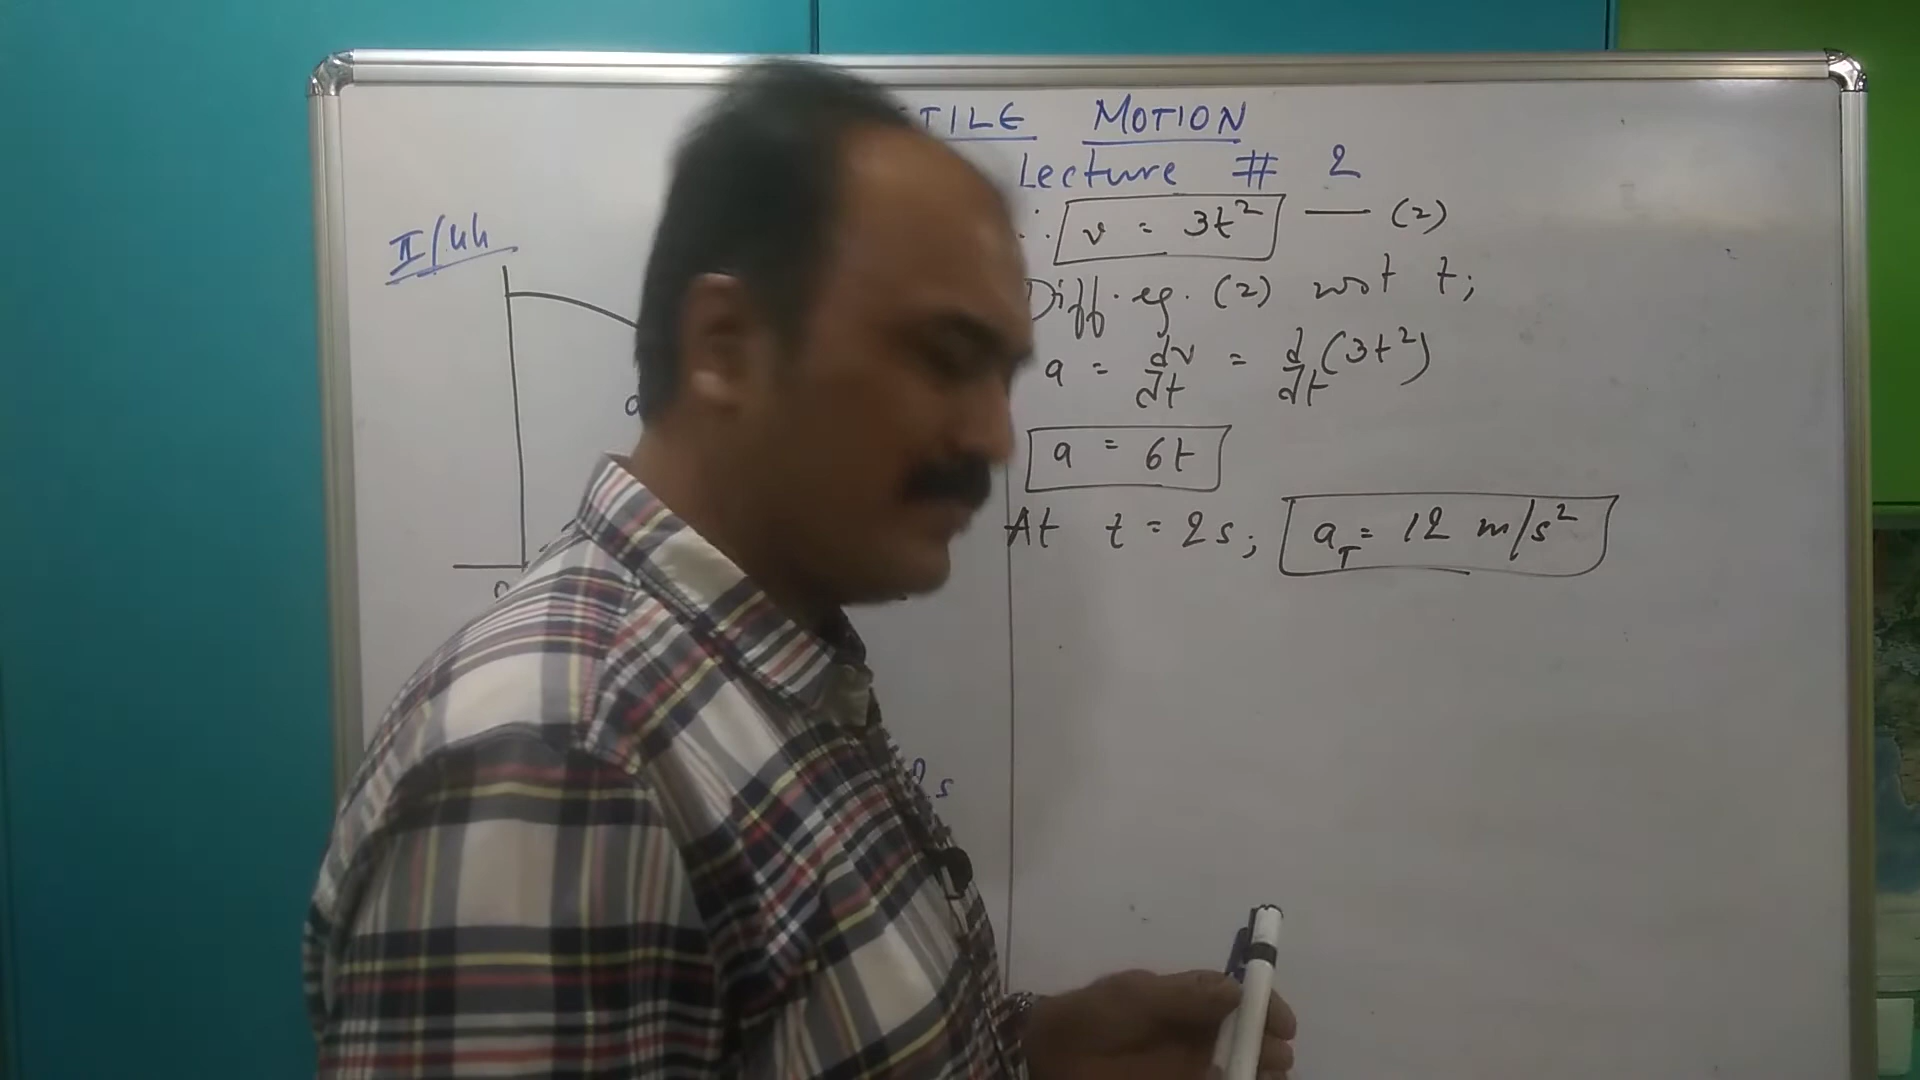 TILE MOTION
Lecture # 2
II/44
∴ v = 3t² — (2)
Diff. eq. (2) wrt t;
a = dv/dt = d/dt (3t²)
a = 6t
At t = 2s; a_T = 12 m/s²
s